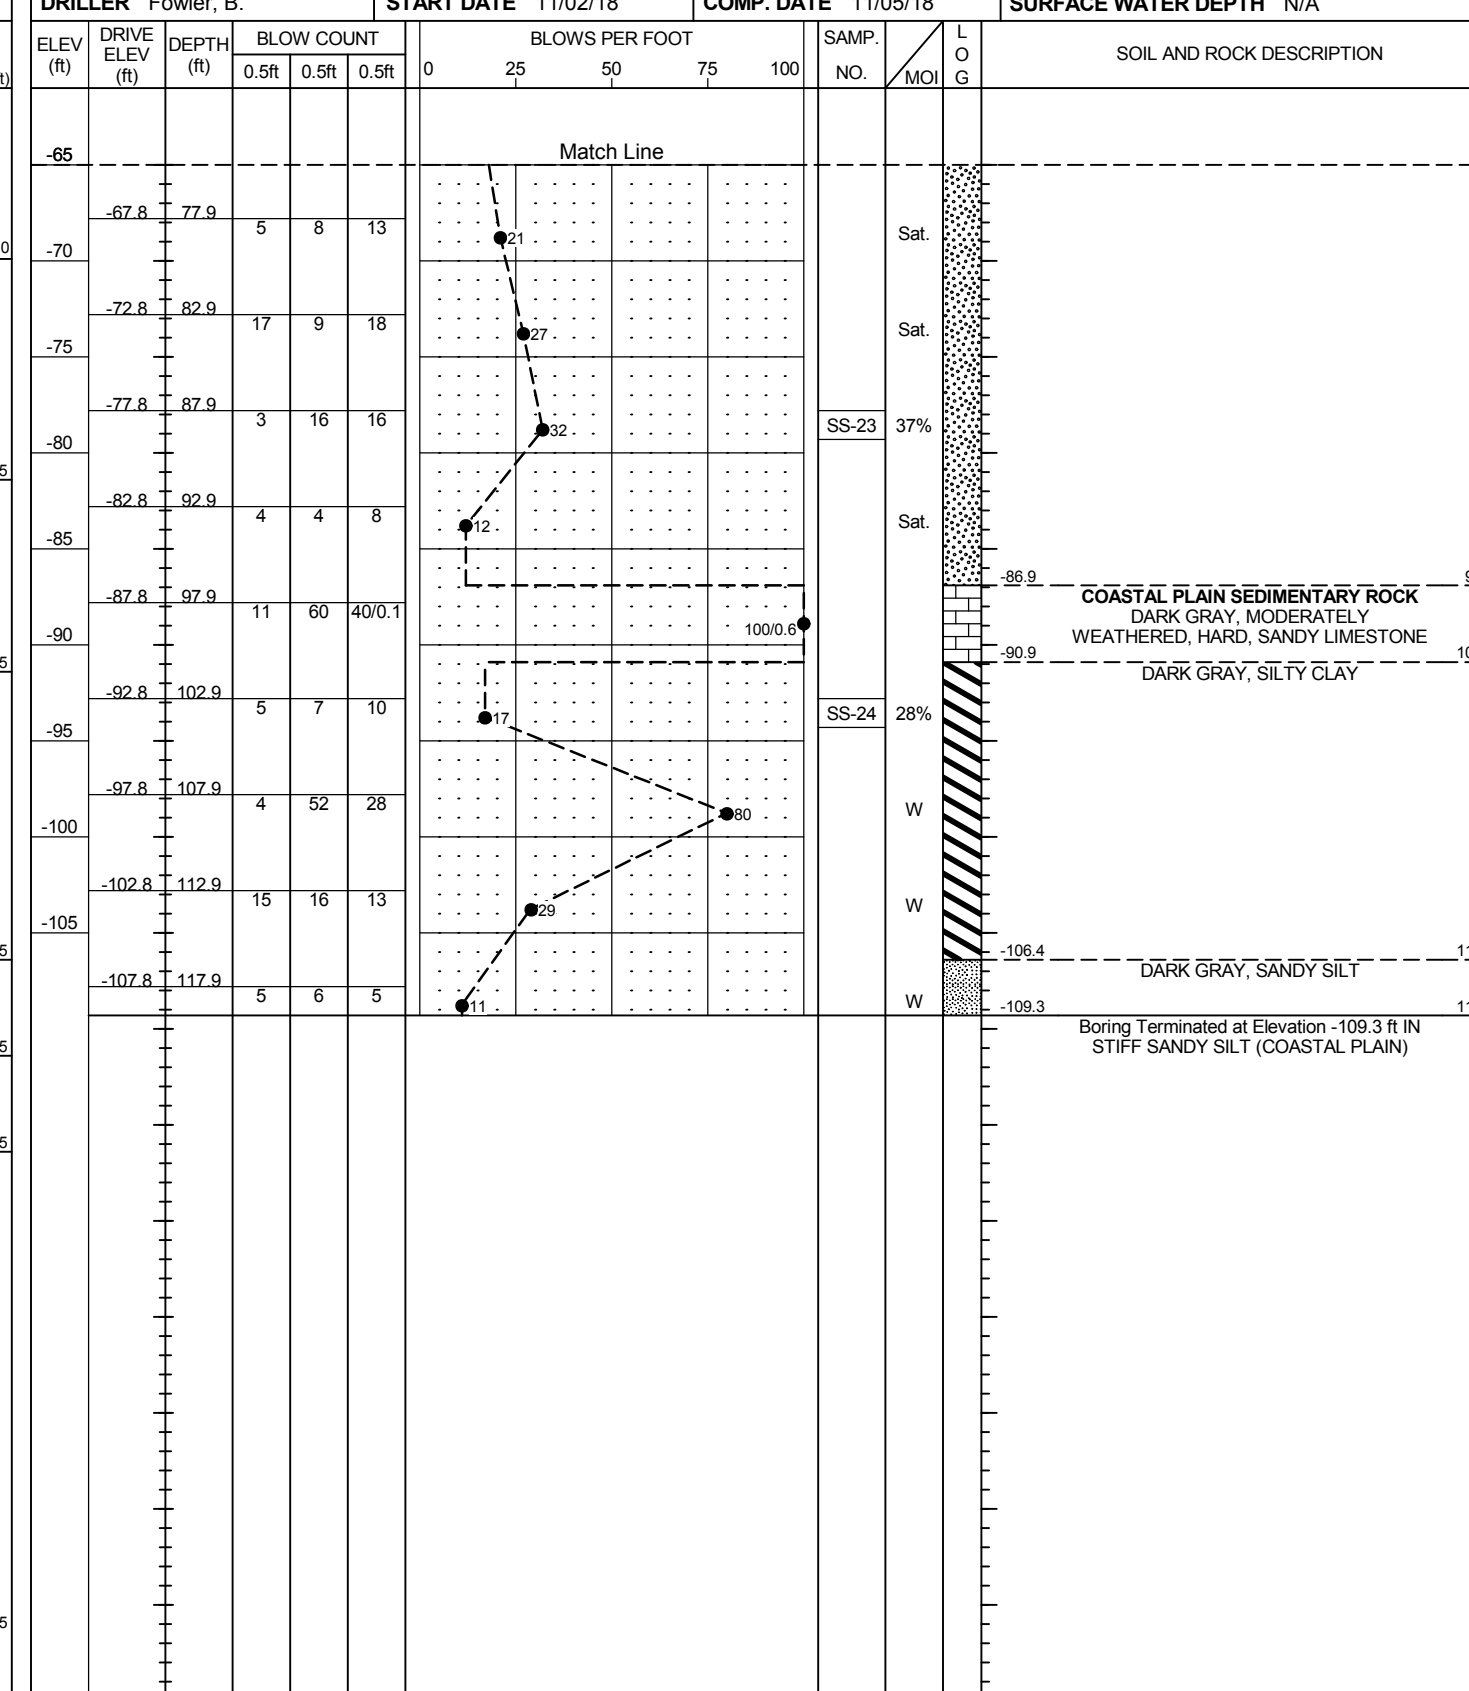 DRILLER Fowler, B. START DATE 11/02/18 COMP. DATE 11/05/18 SURFACE WATER DEPTH N/A
ELEV (ft) DRIVE ELEV (ft) DEPTH (ft) BLOW COUNT BLOWS PER FOOT SAMP. NO. MOI LOG SOIL AND ROCK DESCRIPTION
0.5ft 0.5ft 0.5ft 0 25 50 75 100
Match Line
-65
-67.8 77.9 5 8 13 21 Sat.
-70
-72.8 82.9 17 9 18 27 Sat.
-75
-77.8 87.9 3 16 16 32 SS-23 37%
-80
-82.8 92.9 4 4 8 12 Sat.
-85
-86.9
COASTAL PLAIN SEDIMENTARY ROCK
-87.8 97.9 11 60 40/0.1 100/0.6
DARK GRAY, MODERATELY
WEATHERED, HARD, SANDY LIMESTONE
-90
-90.9
DARK GRAY, SILTY CLAY
-92.8 102.9 5 7 10 17 SS-24 28%
-95
-97.8 107.9 4 52 28 80 W
-100
-102.8 112.9 15 16 13 29 W
-105
-106.4
DARK GRAY, SANDY SILT
-107.8 117.9 5 6 5 11 W
-109.3
Boring Terminated at Elevation -109.3 ft IN
STIFF SANDY SILT (COASTAL PLAIN)